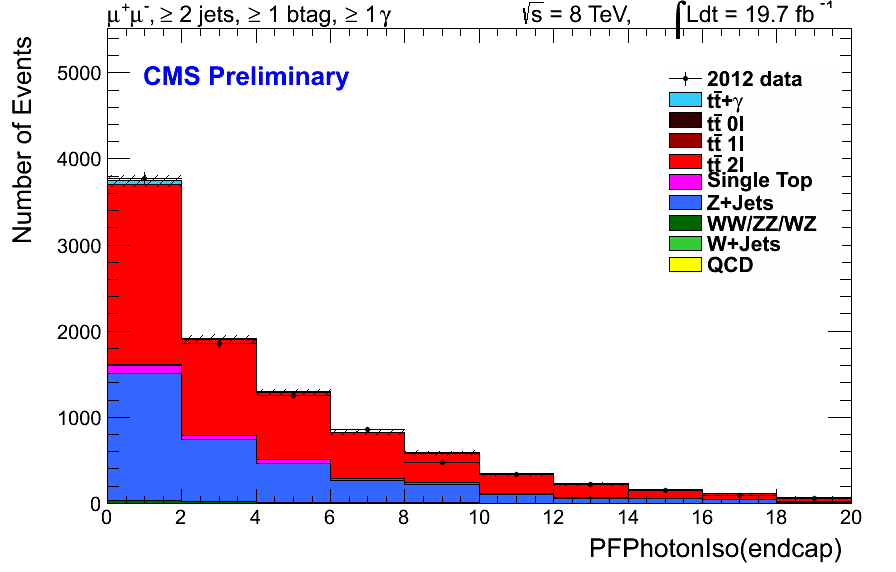 μ⁺μ⁻, ≥ 2 jets, ≥ 1 btag, ≥ 1 γ
√s = 8 TeV, ∫Ldt = 19.7 fb⁻¹
CMS Preliminary
2012 data
tt̄+γ
tt̄ 0l
tt̄ 1l
tt̄ 2l
Single Top
Z+Jets
WW/ZZ/WZ
W+Jets
QCD
Number of Events
5000
4000
3000
2000
1000
0
0 2 4 6 8 10 12 14 16 18 20
PFPhotonIso(endcap)